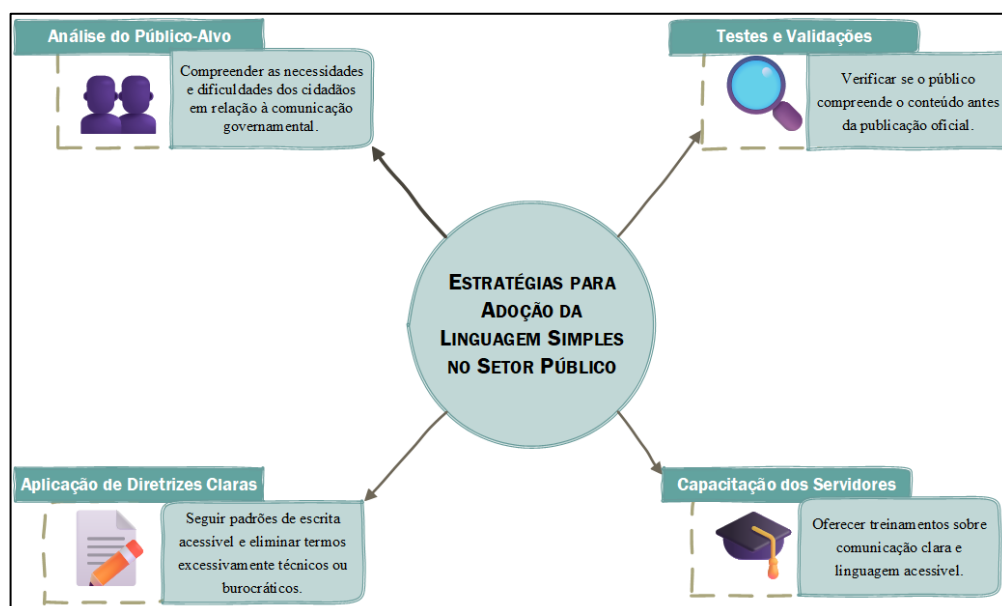 Análise do Público-Alvo
Compreender as necessidades
e dificuldades dos cidadãos
em relação à comunicação
governamental.
Testes e Validações
Verificar se o público
compreende o conteúdo antes
da publicação oficial.
ESTRATÉGIAS PARA
ADOÇÃO DA
LINGUAGEM SIMPLES
NO SETOR PÚBLICO
Aplicação de Diretrizes Claras
Seguir padrões de escrita
acessível e eliminar termos
excessivamente técnicos ou
burocráticos.
Capacitação dos Servidores
Oferecer treinamentos sobre
comunicação clara e
linguagem acessível.